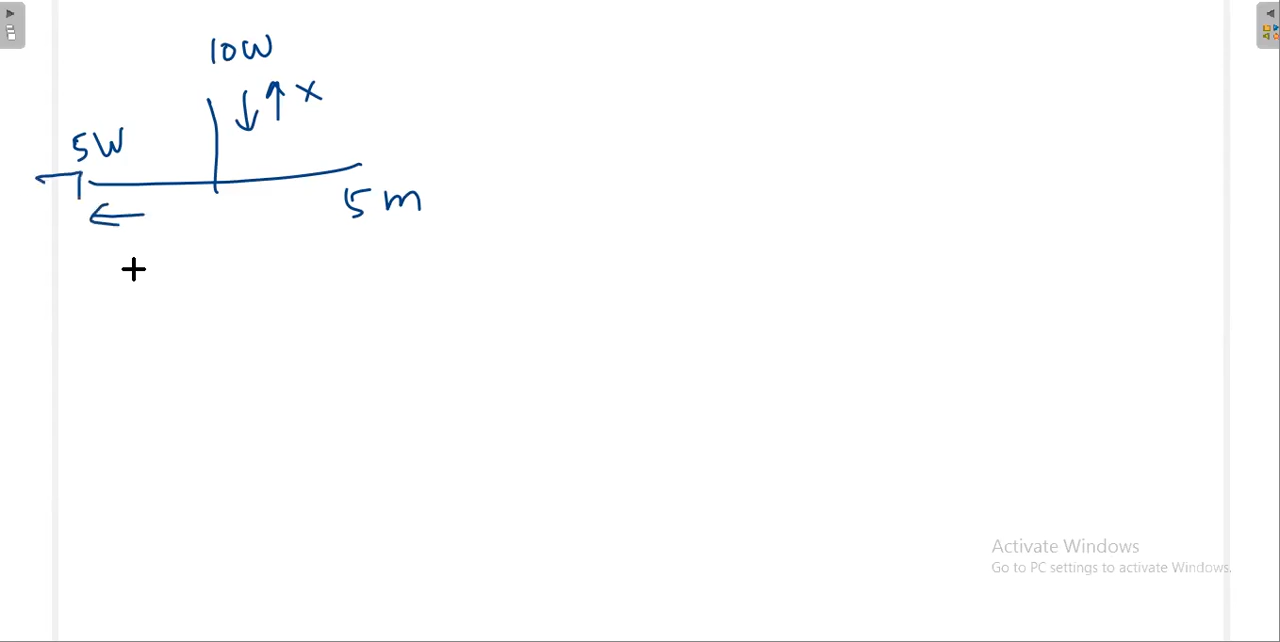 10W
x
5W
5 m
Activate Windows
Go to PC settings to activate Windows.